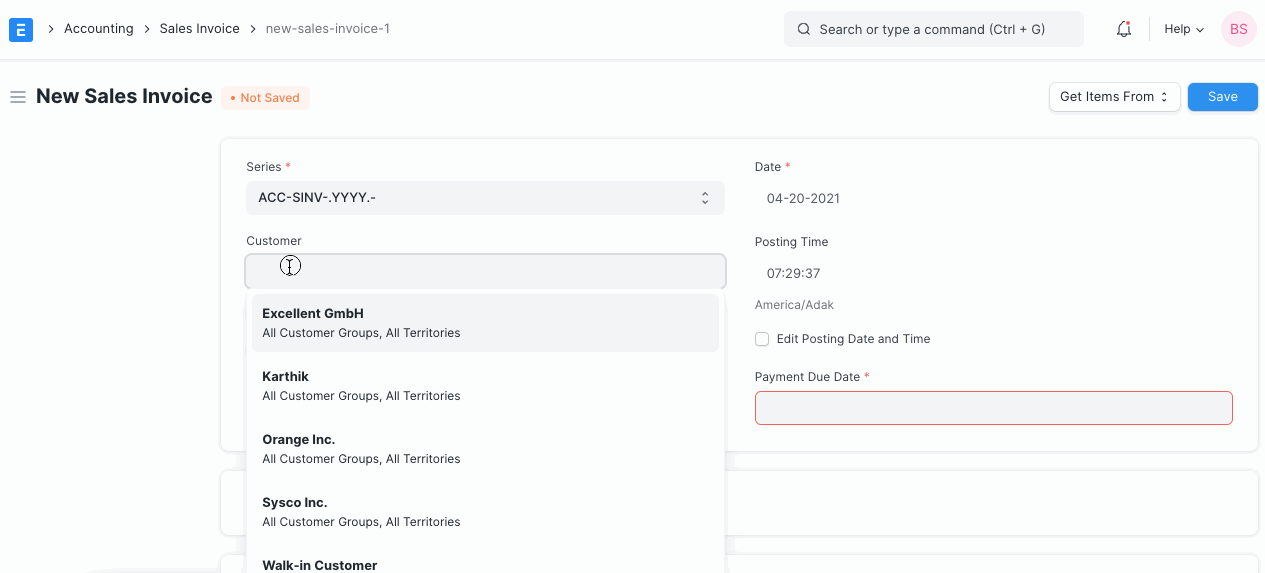 E > Accounting > Sales Invoice > new-sales-invoice-1
Search or type a command (Ctrl + G)
Help
BS
New Sales Invoice
• Not Saved
Get Items From
Save
Series *
ACC-SINV-.YYYY.-
Customer
Excellent GmbH
All Customer Groups, All Territories
Karthik
All Customer Groups, All Territories
Orange Inc.
All Customer Groups, All Territories
Sysco Inc.
All Customer Groups, All Territories
Walk-in Customer
Date *
04-20-2021
Posting Time
07:29:37
America/Adak
Edit Posting Date and Time
Payment Due Date *